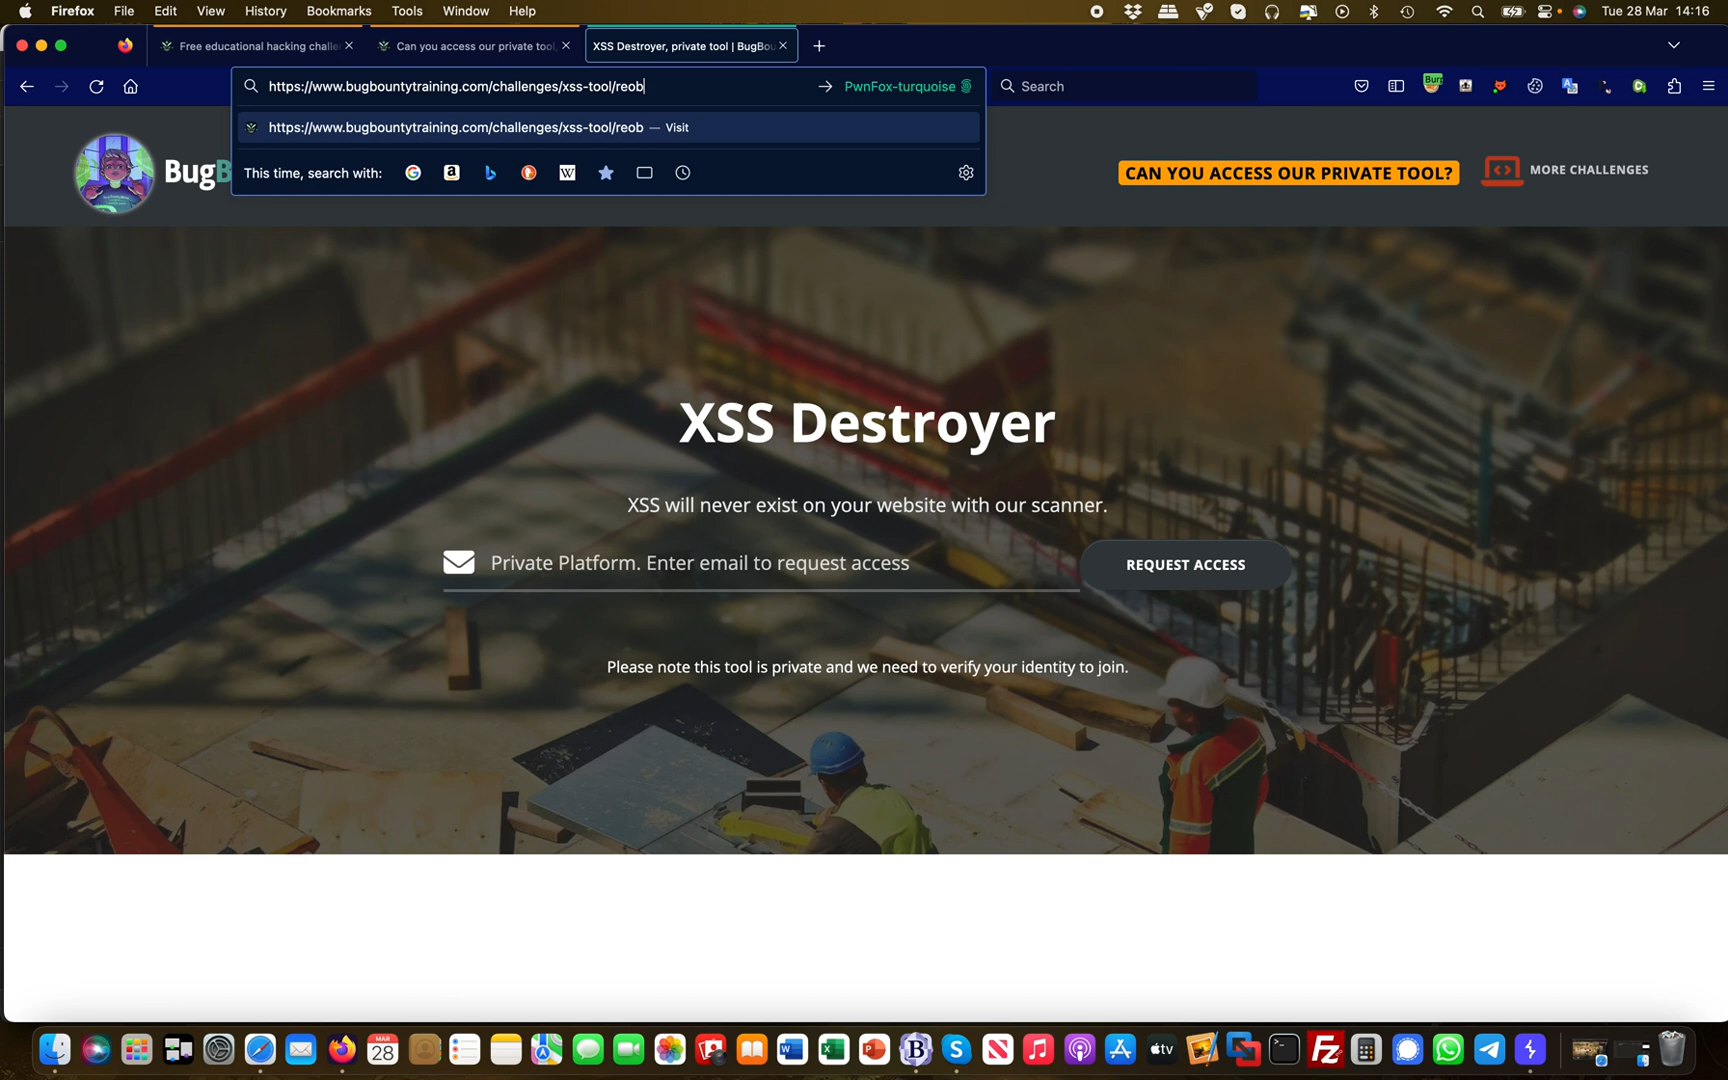 Firefox File Edit View History Bookmarks Tools Window Help Tue 28 Mar 14:16
Free educational hacking challe Can you access our private tool, XSS Destroyer, private tool | BugBou
https://www.bugbountytraining.com/challenges/xss-tool/reob PwnFox-turquoise Search
https://www.bugbountytraining.com/challenges/xss-tool/reob — Visit
This time, search with:
BugB CAN YOU ACCESS OUR PRIVATE TOOL? MORE CHALLENGES
XSS Destroyer
XSS will never exist on your website with our scanner.
Private Platform. Enter email to request access REQUEST ACCESS
Please note this tool is private and we need to verify your identity to join.
MAR
28
tv